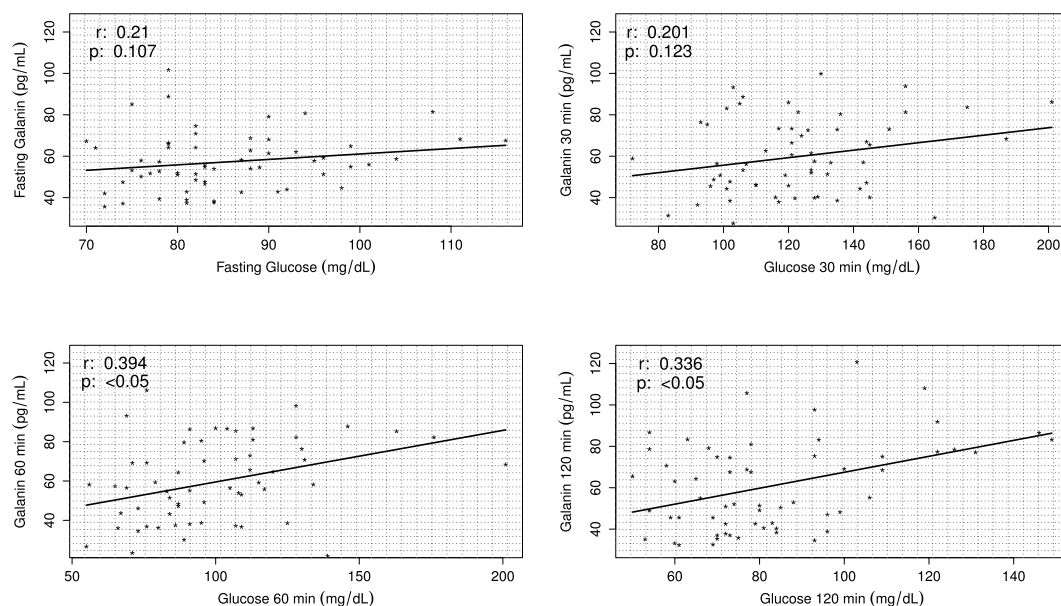 r: 0.21
p: 0.107
Fasting Galanin (pg/mL)
40 60 80 100 120
70 80 90 100 110
Fasting Glucose (mg/dL)
r: 0.201
p: 0.123
Galanin 30 min (pg/mL)
40 60 80 100 120
80 100 120 140 160 180 200
Glucose 30 min (mg/dL)
r: 0.394
p: <0.05
Galanin 60 min (pg/mL)
40 60 80 100 120
50 100 150 200
Glucose 60 min (mg/dL)
r: 0.336
p: <0.05
Galanin 120 min (pg/mL)
40 60 80 100 120
60 80 100 120 140
Glucose 120 min (mg/dL)